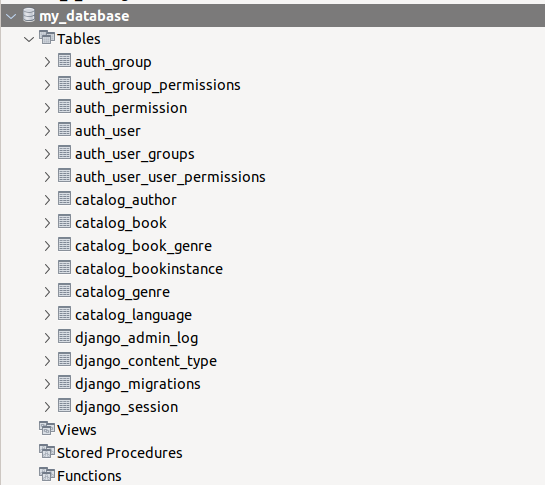 my_database
Tables
auth_group
auth_group_permissions
auth_permission
auth_user
auth_user_groups
auth_user_user_permissions
catalog_author
catalog_book
catalog_book_genre
catalog_bookinstance
catalog_genre
catalog_language
django_admin_log
django_content_type
django_migrations
django_session
Views
Stored Procedures
Functions